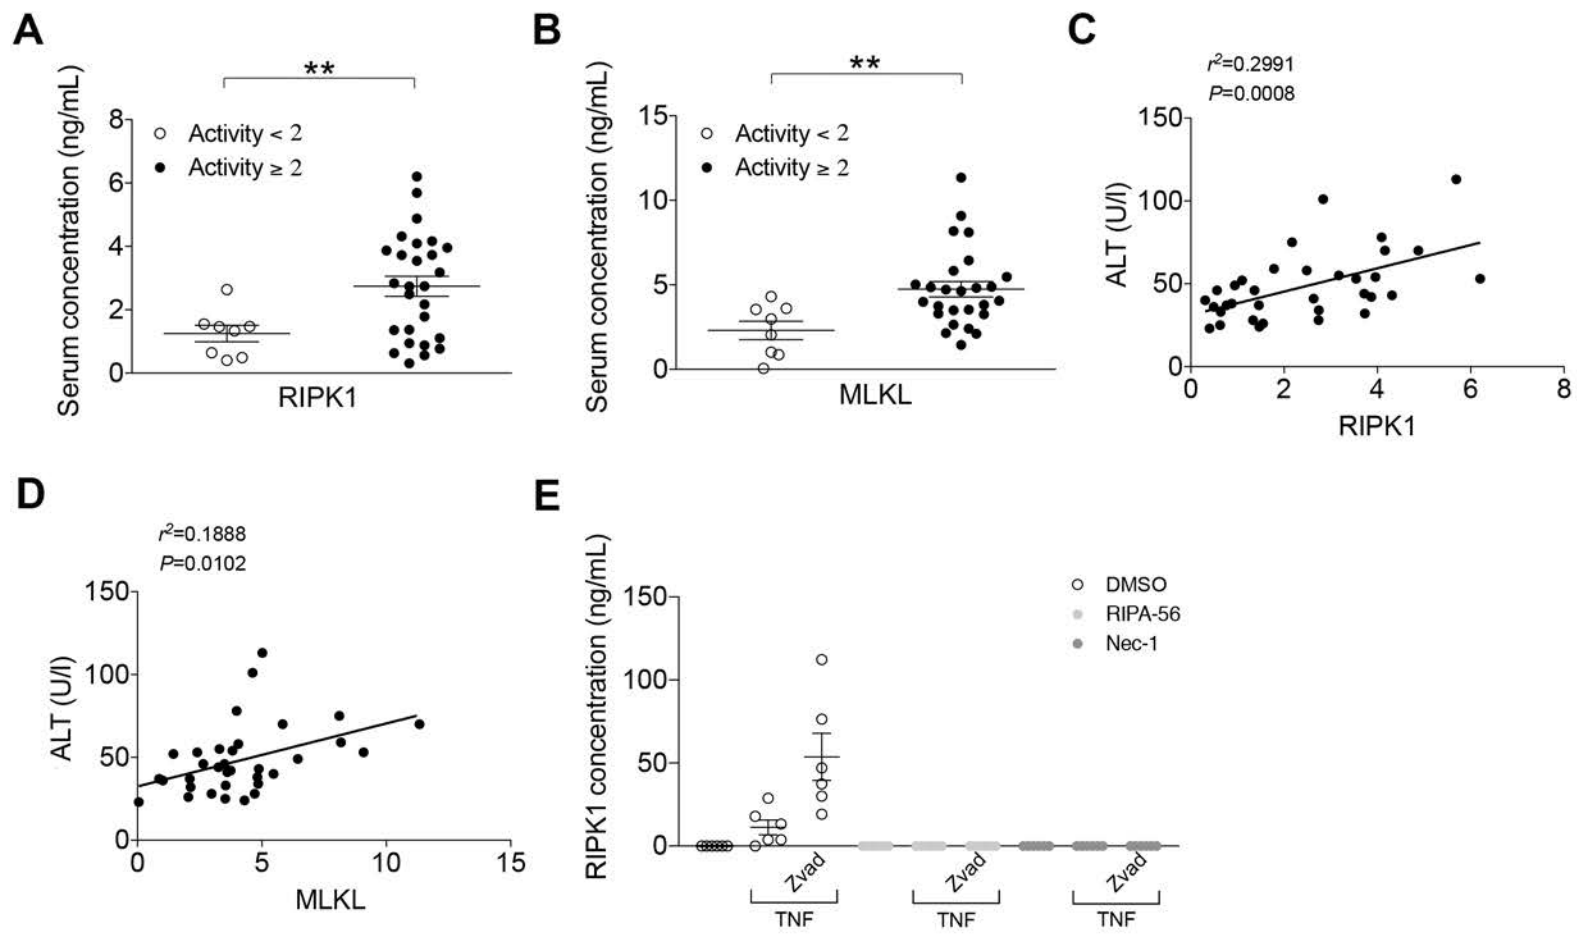 A
**
Serum concentration (ng/mL)
8
6
4
2
0
Activity < 2
Activity ≥ 2
RIPK1
B
**
Serum concentration (ng/mL)
15
10
5
0
Activity < 2
Activity ≥ 2
MLKL
C
r²=0.2991
P=0.0008
ALT (U/l)
150
100
50
0
0 2 4 6 8
RIPK1
D
r²=0.1888
P=0.0102
ALT (U/l)
150
100
50
0
0 5 10 15
MLKL
E
RIPK1 concentration (ng/mL)
150
100
50
0
DMSO
RIPA-56
Nec-1
Zvad Zvad Zvad
TNF TNF TNF